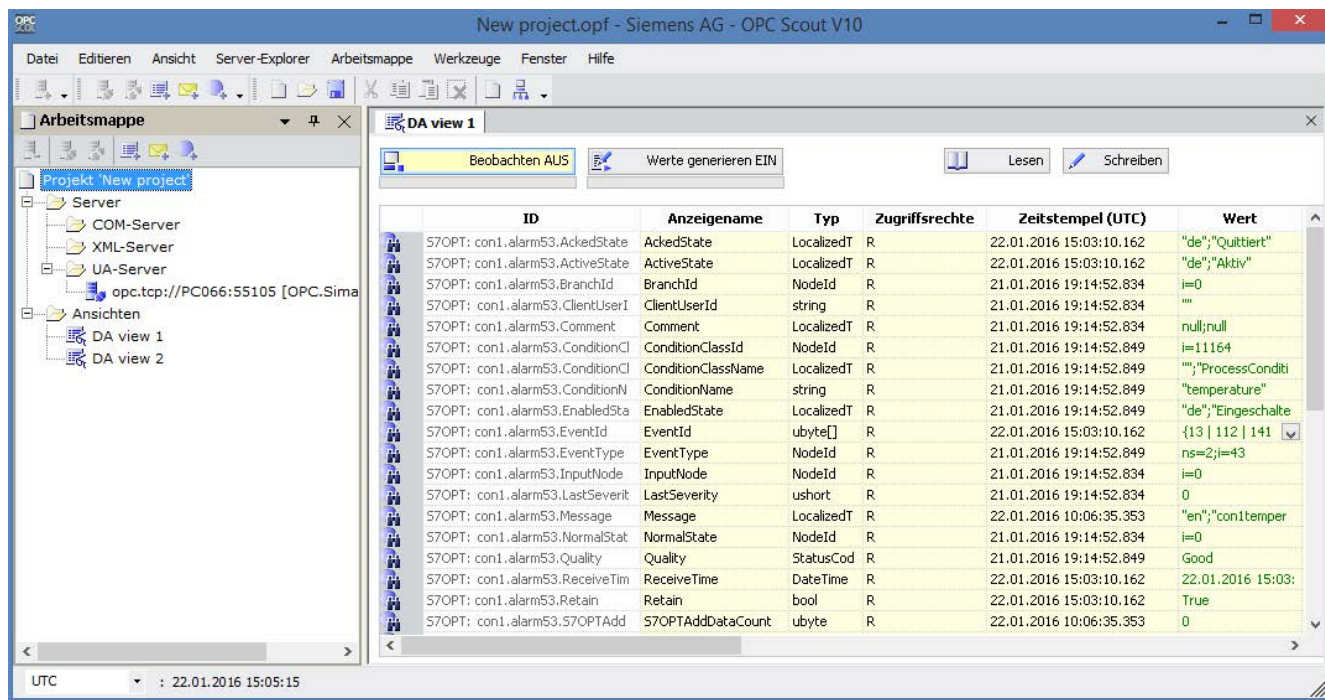 OPC SCOUT
New project.opf - Siemens AG - OPC Scout V10
Datei Editieren Ansicht Server-Explorer Arbeitsmappe Werkzeuge Fenster Hilfe
Arbeitsmappe
Projekt 'New project'
Server
COM-Server
XML-Server
UA-Server
opc.tcp://PC066:55105 [OPC.Sima
Ansichten
DA view 1
DA view 2
DA view 1
Beobachten AUS Werte generieren EIN Lesen Schreiben
ID Anzeigename Typ Zugriffsrechte Zeitstempel (UTC) Wert
S7OPT: con1.alarm53.AckedState AckedState LocalizedT R 22.01.2016 15:03:10.162 "de";"Quittiert"
S7OPT: con1.alarm53.ActiveState ActiveState LocalizedT R 22.01.2016 15:03:10.162 "de";"Aktiv"
S7OPT: con1.alarm53.BranchId BranchId NodeId R 21.01.2016 19:14:52.834 i=0
S7OPT: con1.alarm53.ClientUserI ClientUserId string R 21.01.2016 19:14:52.834 ""
S7OPT: con1.alarm53.Comment Comment LocalizedT R 21.01.2016 19:14:52.834 null;null
S7OPT: con1.alarm53.ConditionCl ConditionClassId NodeId R 21.01.2016 19:14:52.849 i=11164
S7OPT: con1.alarm53.ConditionCl ConditionClassName LocalizedT R 21.01.2016 19:14:52.849 "";"ProcessConditi
S7OPT: con1.alarm53.ConditionN ConditionName string R 21.01.2016 19:14:52.849 "temperature"
S7OPT: con1.alarm53.EnabledSta EnabledState LocalizedT R 21.01.2016 19:14:52.849 "de";"Eingeschalte
S7OPT: con1.alarm53.EventId EventId ubyte[] R 22.01.2016 15:03:10.162 {13 | 112 | 141
S7OPT: con1.alarm53.EventType EventType NodeId R 21.01.2016 19:14:52.849 ns=2;i=43
S7OPT: con1.alarm53.InputNode InputNode NodeId R 21.01.2016 19:14:52.834 i=0
S7OPT: con1.alarm53.LastSeverit LastSeverity ushort R 21.01.2016 19:14:52.834 0
S7OPT: con1.alarm53.Message Message LocalizedT R 22.01.2016 10:06:35.353 "en";"con1temper
S7OPT: con1.alarm53.NormalStat NormalState NodeId R 21.01.2016 19:14:52.834 i=0
S7OPT: con1.alarm53.Quality Quality StatusCod R 21.01.2016 19:14:52.849 Good
S7OPT: con1.alarm53.ReceiveTim ReceiveTime DateTime R 22.01.2016 15:03:10.162 22.01.2016 15:03:
S7OPT: con1.alarm53.Retain Retain bool R 22.01.2016 15:03:10.162 True
S7OPT: con1.alarm53.S7OPTAdd S7OPTAddDataCount ubyte R 22.01.2016 10:06:35.353 0
UTC : 22.01.2016 15:05:15